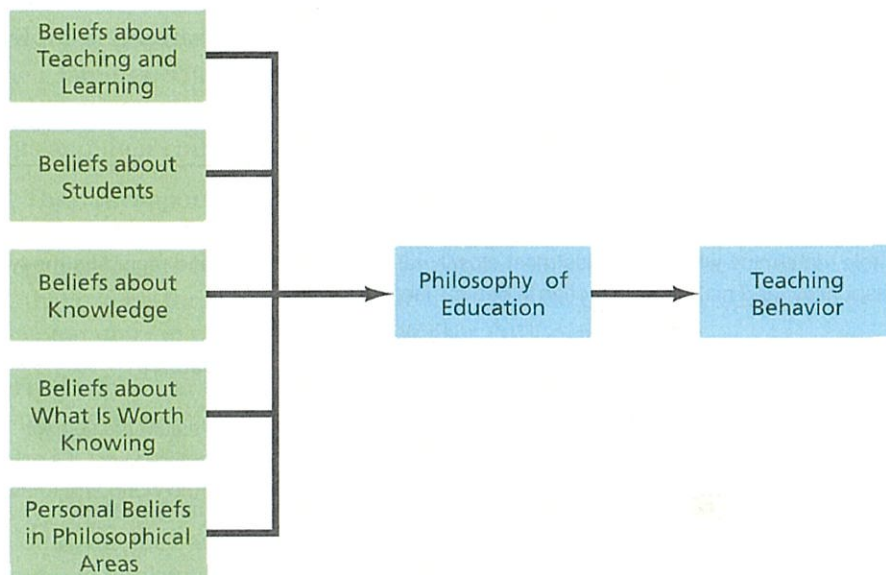 Beliefs about
Teaching and
Learning
Beliefs about
Students
Beliefs about
Knowledge
Philosophy of
Education
Teaching
Behavior
Beliefs about
What Is Worth
Knowing
Personal Beliefs
in Philosophical
Areas